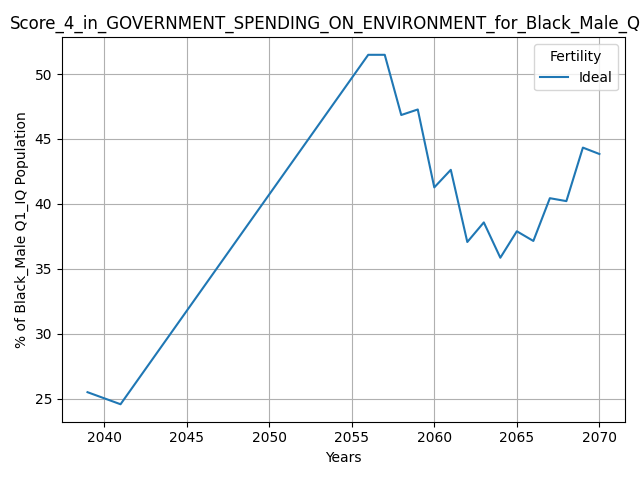 Score_4_in_GOVERNMENT_SPENDING_ON_ENVIRONMENT_for_Black_Male_Q
Fertility
Ideal
% of Black_Male Q1_IQ Population
50
45
40
35
30
25
2040 2045 2050 2055 2060 2065 2070
Years